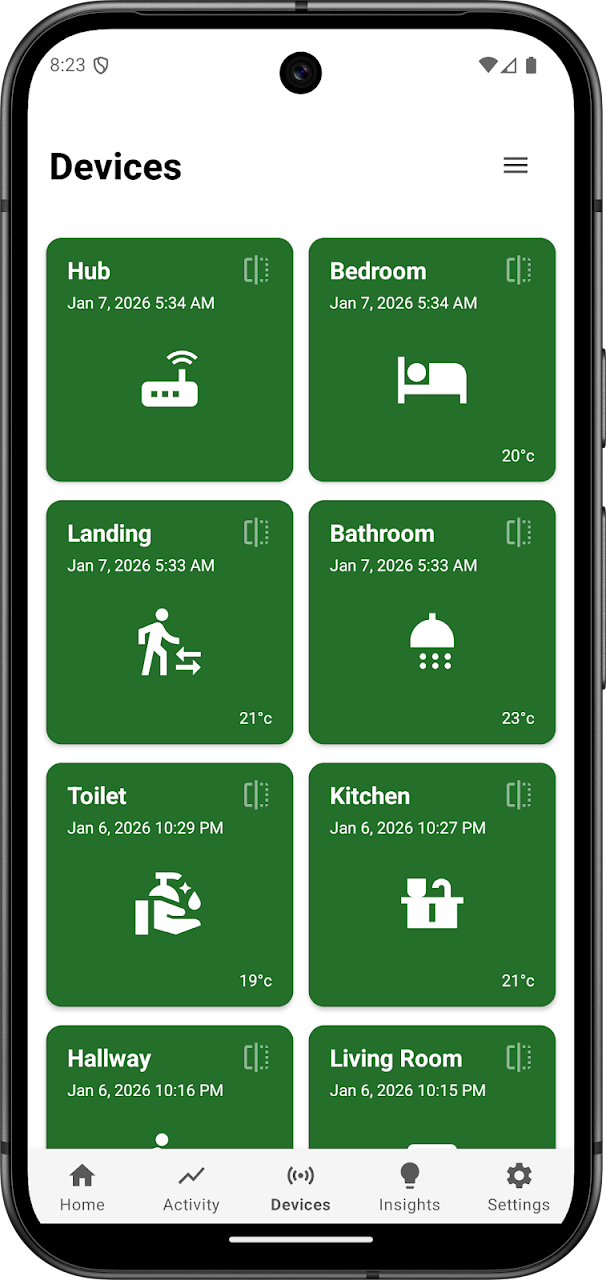 8:23
Devices
Hub
Jan 7, 2026 5:34 AM
Bedroom
Jan 7, 2026 5:34 AM
20°c
Landing
Jan 7, 2026 5:33 AM
21°c
Bathroom
Jan 7, 2026 5:33 AM
23°c
Toilet
Jan 6, 2026 10:29 PM
19°c
Kitchen
Jan 6, 2026 10:27 PM
21°c
Hallway
Jan 6, 2026 10:16 PM
Living Room
Jan 6, 2026 10:15 PM
Home
Activity
Devices
Insights
Settings